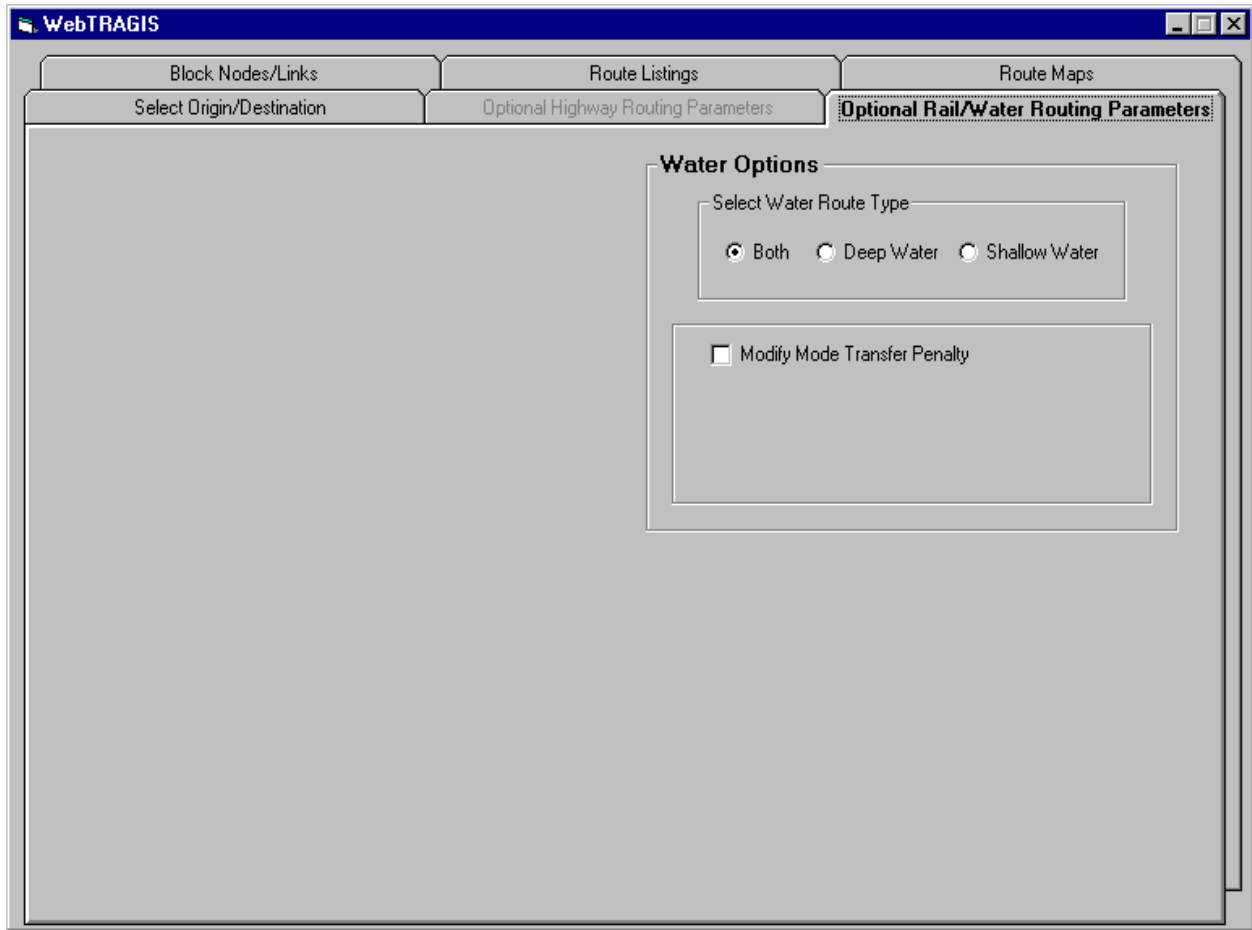 WebTRAGIS
Block Nodes/Links Route Listings Route Maps
Select Origin/Destination Optional Highway Routing Parameters Optional Rail/Water Routing Parameters
Water Options
Select Water Route Type
Both Deep Water Shallow Water
Modify Mode Transfer Penalty